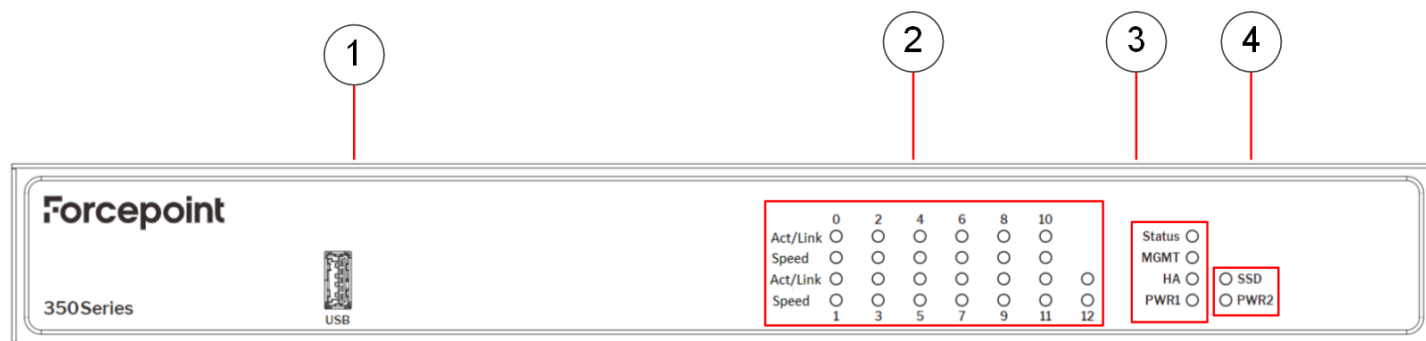 1 2 3 4
Forcepoint
0 2 4 6 8 10
Act/Link
Speed
Act/Link
Speed
1 3 5 7 9 11 12
Status
MGMT
HA
PWR1
SSD
PWR2
350Series
USB